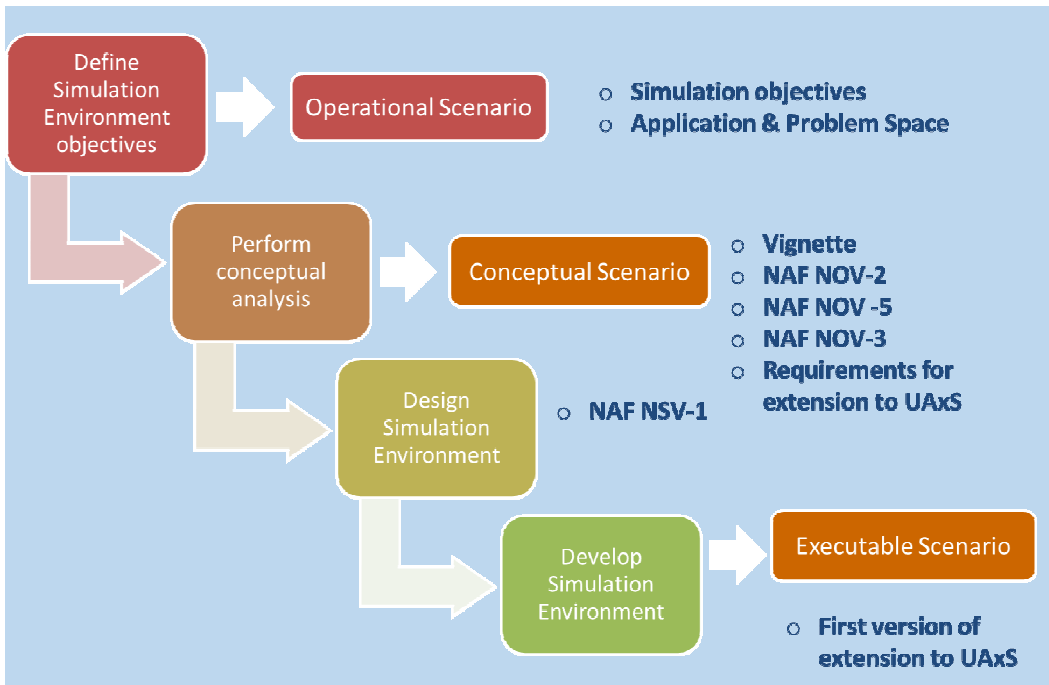 Define
Simulation
Environment
objectives
Operational Scenario
o Simulation objectives
o Application & Problem Space
Perform
conceptual
analysis
Conceptual Scenario
o Vignette
o NAF NOV-2
o NAF NOV -5
o NAF NOV-3
o Requirements for
extension to UAxS
Design
Simulation
Environment
o NAF NSV-1
Develop
Simulation
Environment
Executable Scenario
o First version of
extension to UAxS